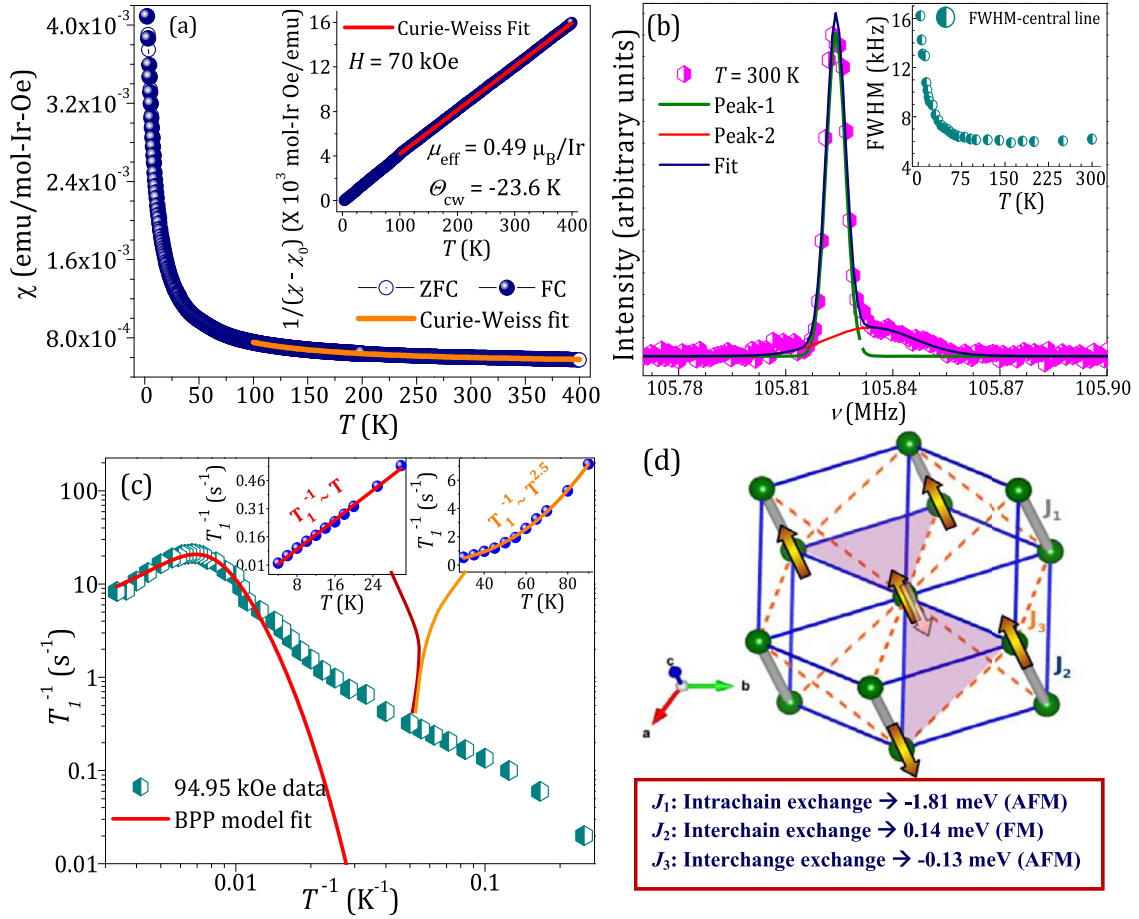 (a)
χ (emu/mol-Ir-Oe)
4.0x10⁻³
3.2x10⁻³
2.4x10⁻³
1.6x10⁻³
8.0x10⁻⁴
0 50 100 150 200 250 300 350 400
T (K)
ZFC FC
Curie-Weiss fit
1/(χ - χ₀) (X 10³ mol-Ir Oe/emu)
16
12
8
4
0
Curie-Weiss Fit
H = 70 kOe
μeff = 0.49 μB/Ir
Θcw = -23.6 K
0 100 200 300 400
T (K)
(b)
Intensity (arbitrary units)
T = 300 K
Peak-1
Peak-2
Fit
105.78 105.82 105.84 105.87 105.90
ν (MHz)
FWHM-central line
FWHM (kHz)
16
12
8
4
0 75 150 225 300
T (K)
(c)
T₁⁻¹ (s⁻¹)
100
10
1
0.1
0.01
94.95 kOe data
BPP model fit
0.01 0.1
T⁻¹ (K⁻¹)
T₁⁻¹ (s⁻¹)
0.46
0.31
0.16
0.01
T₁⁻¹ ~ T
8 16 24
T (K)
T₁⁻¹ (s⁻¹)
6
4
2
0
T₁⁻¹ ~ T²·⁵
40 60 80
T (K)
(d)
J₁
J₃
J₂
c
b
a
J₁: Intrachain exchange → -1.81 meV (AFM)
J₂: Interchain exchange → 0.14 meV (FM)
J₃: Interchange exchange → -0.13 meV (AFM)